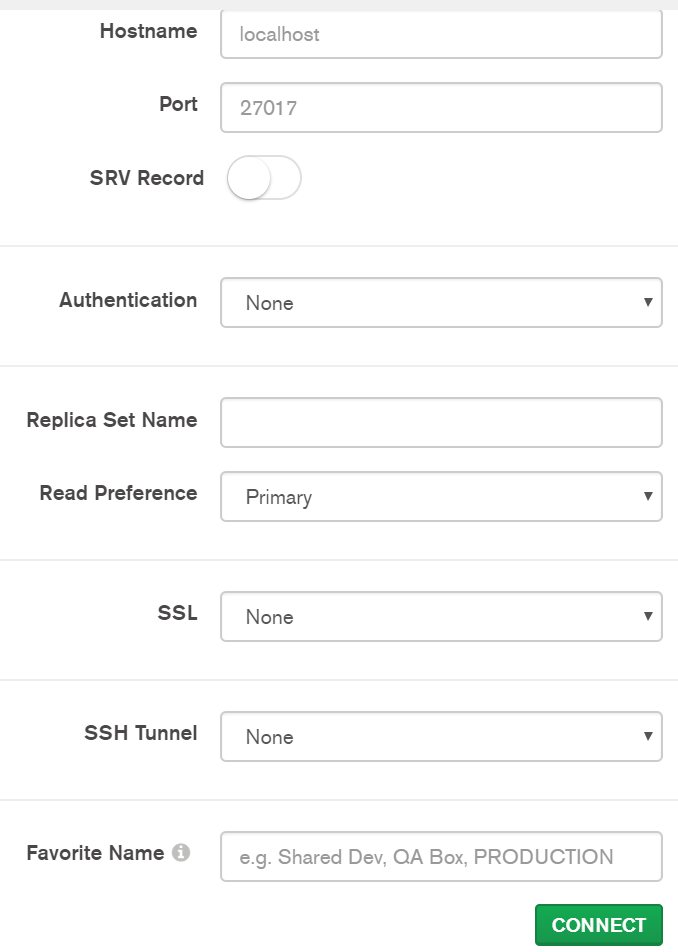 Hostname localhost
Port 27017
SRV Record
Authentication None
Replica Set Name
Read Preference Primary
SSL None
SSH Tunnel None
Favorite Name e.g. Shared Dev, QA Box, PRODUCTION
CONNECT